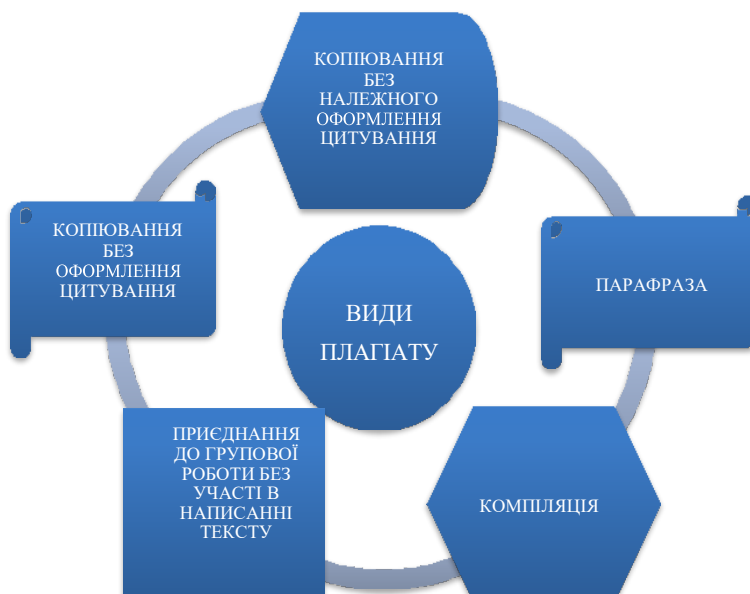 КОПІЮВАННЯ
БЕЗ
НАЛЕЖНОГО
ОФОРМЛЕННЯ
ЦИТУВАННЯ
КОПІЮВАННЯ
БЕЗ
ОФОРМЛЕННЯ
ЦИТУВАННЯ
ПАРАФРАЗА
ВИДИ
ПЛАГІАТУ
ПРИЄДНАННЯ
ДО ГРУПОВОЇ
РОБОТИ БЕЗ
УЧАСТІ В
НАПИСАННІ
ТЕКСТУ
КОМПІЛЯЦІЯ